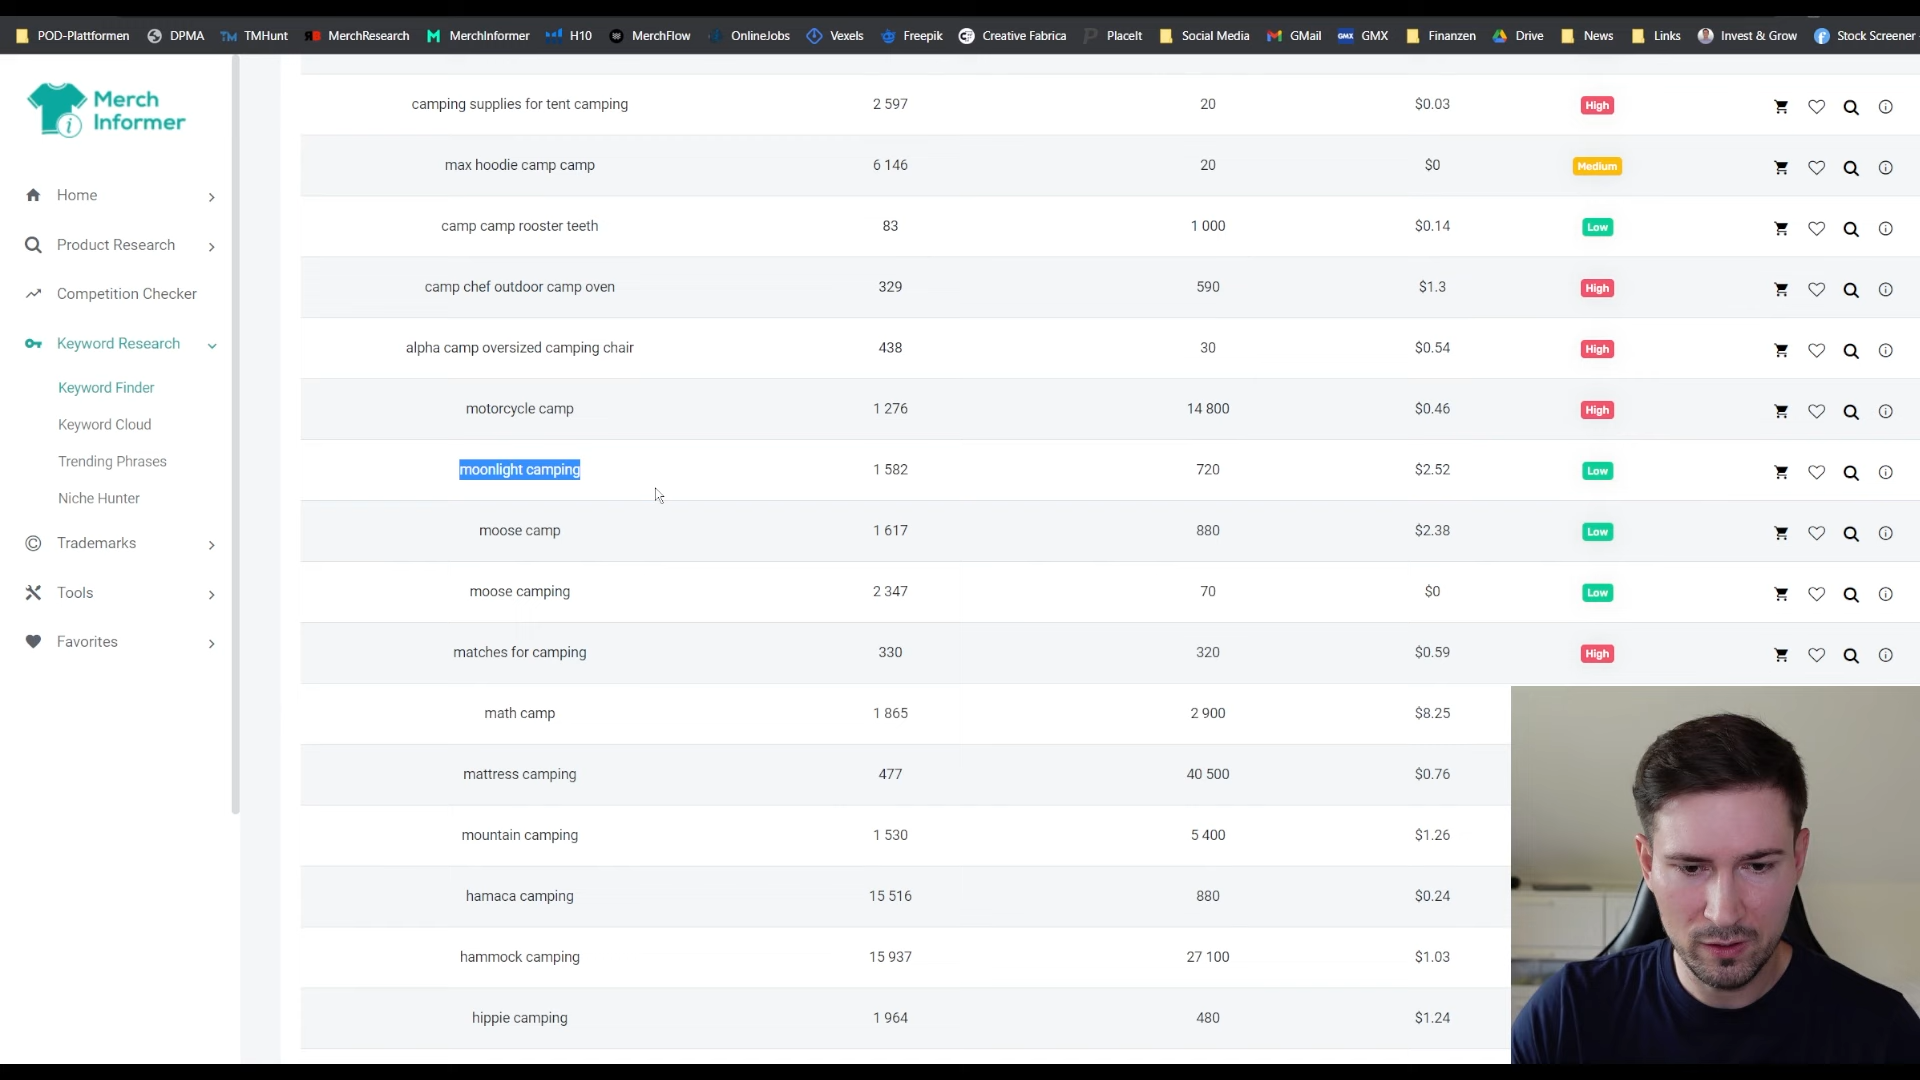 POD-Plattformen DPMA TMHunt MerchResearch MerchInformer H10 MerchFlow OnlineJobs Vexels Freepik Creative Fabrica PlaceIt Social Media GMail GMX Finanzen Drive News Links Invest & Grow Stock Screener
Merch
Informer
Home
Product Research
Competition Checker
Keyword Research
Keyword Finder
Keyword Cloud
Trending Phrases
Niche Hunter
Trademarks
Tools
Favorites
camping supplies for tent camping 2 597 20 $0.03 High
max hoodie camp camp 6 146 20 $0 Medium
camp camp rooster teeth 83 1 000 $0.14 Low
camp chef outdoor camp oven 329 590 $1.3 High
alpha camp oversized camping chair 438 30 $0.54 High
motorcycle camp 1 276 14 800 $0.46 High
moonlight camping 1 582 720 $2.52 Low
moose camp 1 617 880 $2.38 Low
moose camping 2 347 70 $0 Low
matches for camping 330 320 $0.59 High
math camp 1 865 2 900 $8.25
mattress camping 477 40 500 $0.76
mountain camping 1 530 5 400 $1.26
hamaca camping 15 516 880 $0.24
hammock camping 15 937 27 100 $1.03
hippie camping 1 964 480 $1.24